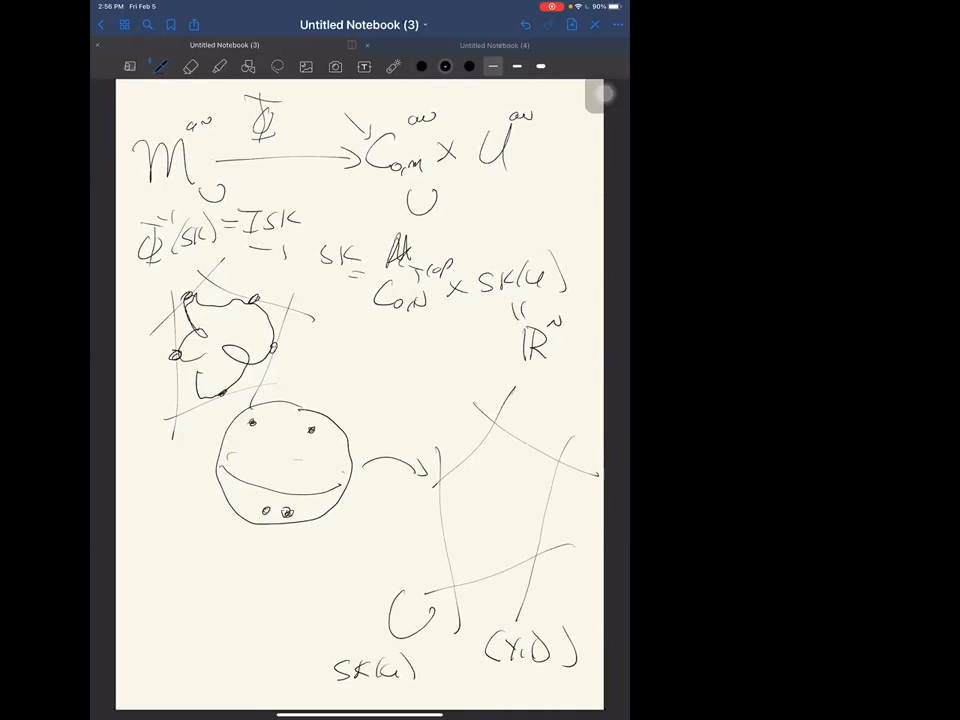 2:56 PM Fri Feb 5
90%
Untitled Notebook (3)
Untitled Notebook (3)
Untitled Notebook (4)
Φ
M^an → C_{0,m}^an × U^an
∪ ∪
Φ^{-1}(SK) = ISK
SK = C_{0,N}^{Trop} × SK(U)
=
ℝ^n
U
(Y,D)
SK(U)